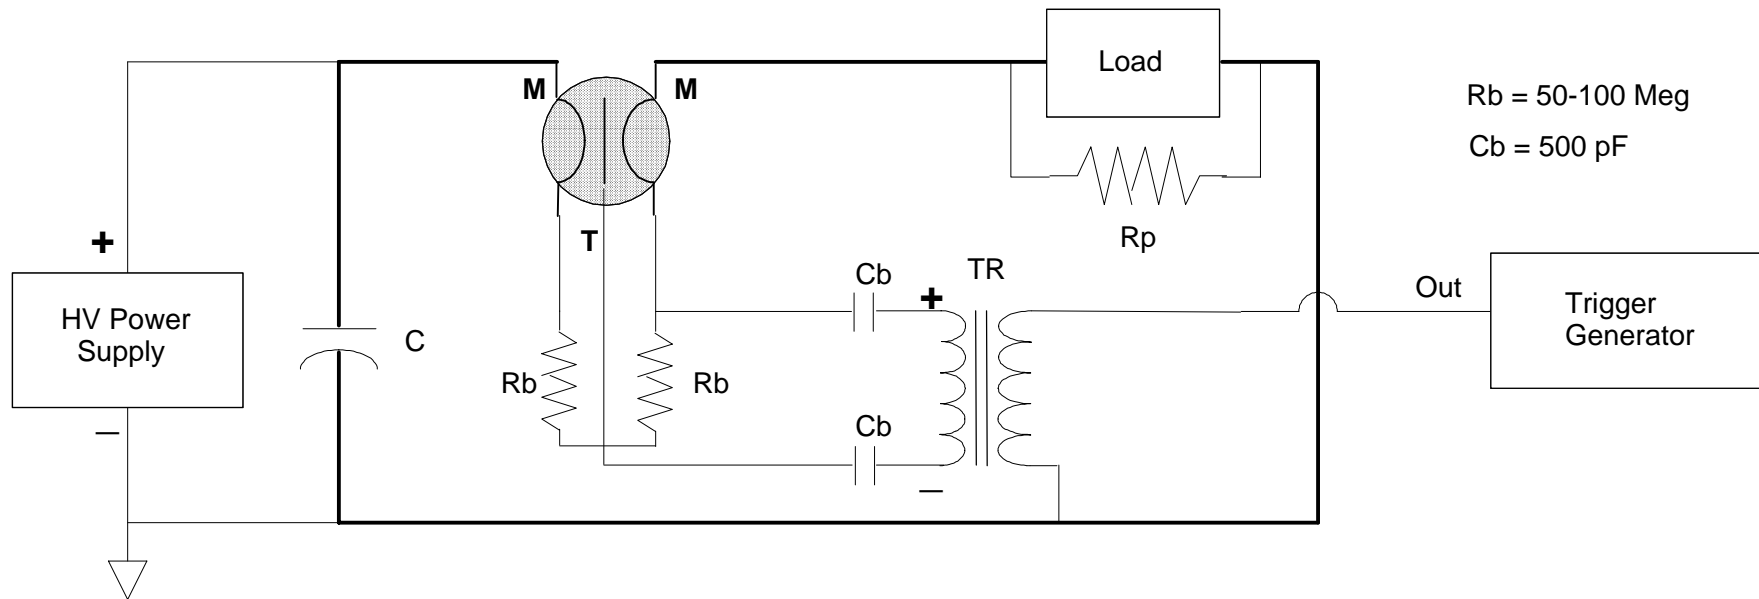 Load
M
M
Rb = 50-100 Meg
Cb = 500 pF
+
T
Rp
Cb
TR
+
Out
HV Power
Supply
Trigger
Generator
C
Rb
Rb
Cb
–
–